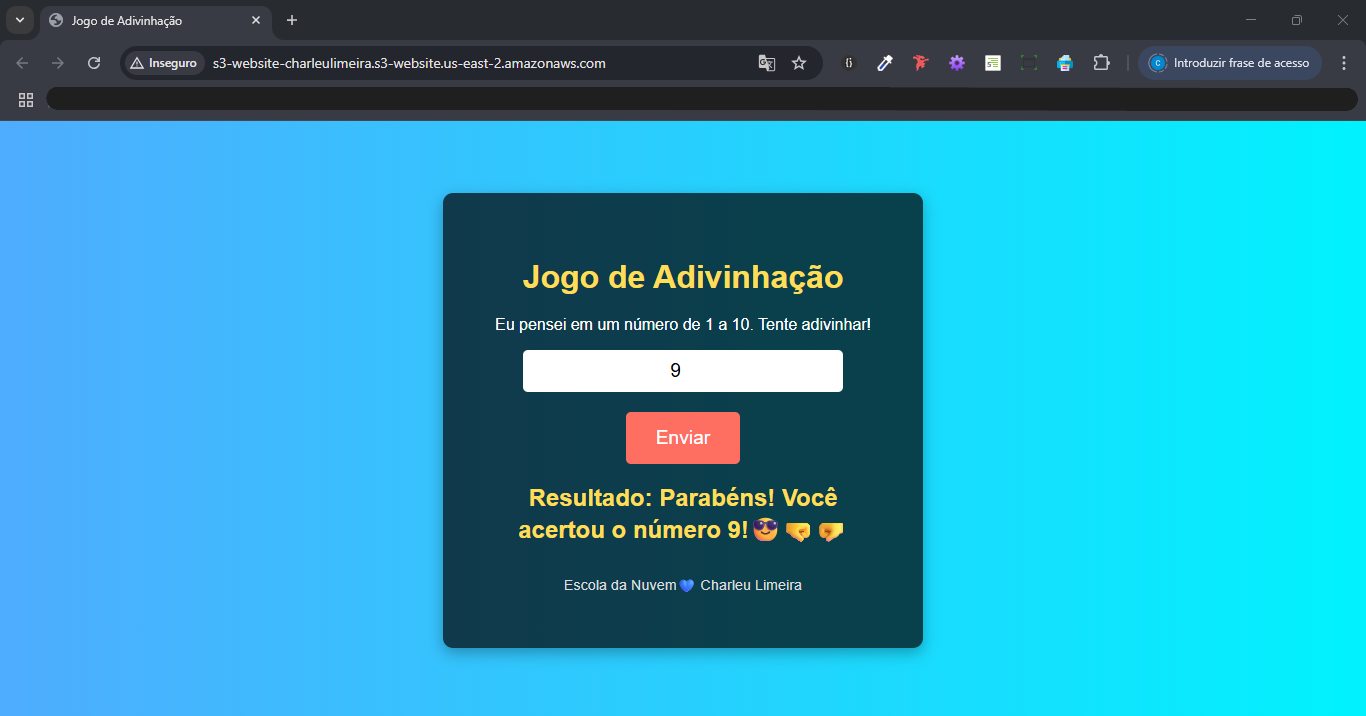 Jogo de Adivinhação
Inseguro s3-website-charleulimeira.s3-website.us-east-2.amazonaws.com
C Introduzir frase de acesso
Jogo de Adivinhação
Eu pensei em um número de 1 a 10. Tente adivinhar!
9
Enviar
Resultado: Parabéns! Você
acertou o número 9!😎🤜🤛
Escola da Nuvem💙 Charleu Limeira